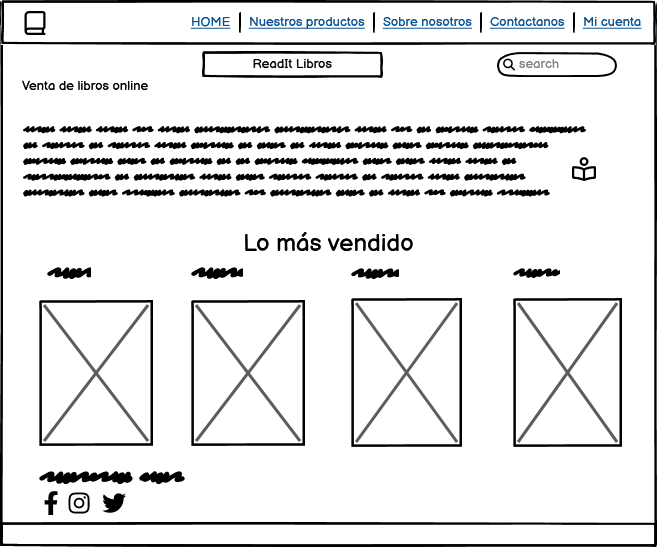 HOME Nuestros productos Sobre nosotros Contactanos Mi cuenta
ReadIt Libros
search
Venta de libros online
Lo más vendido